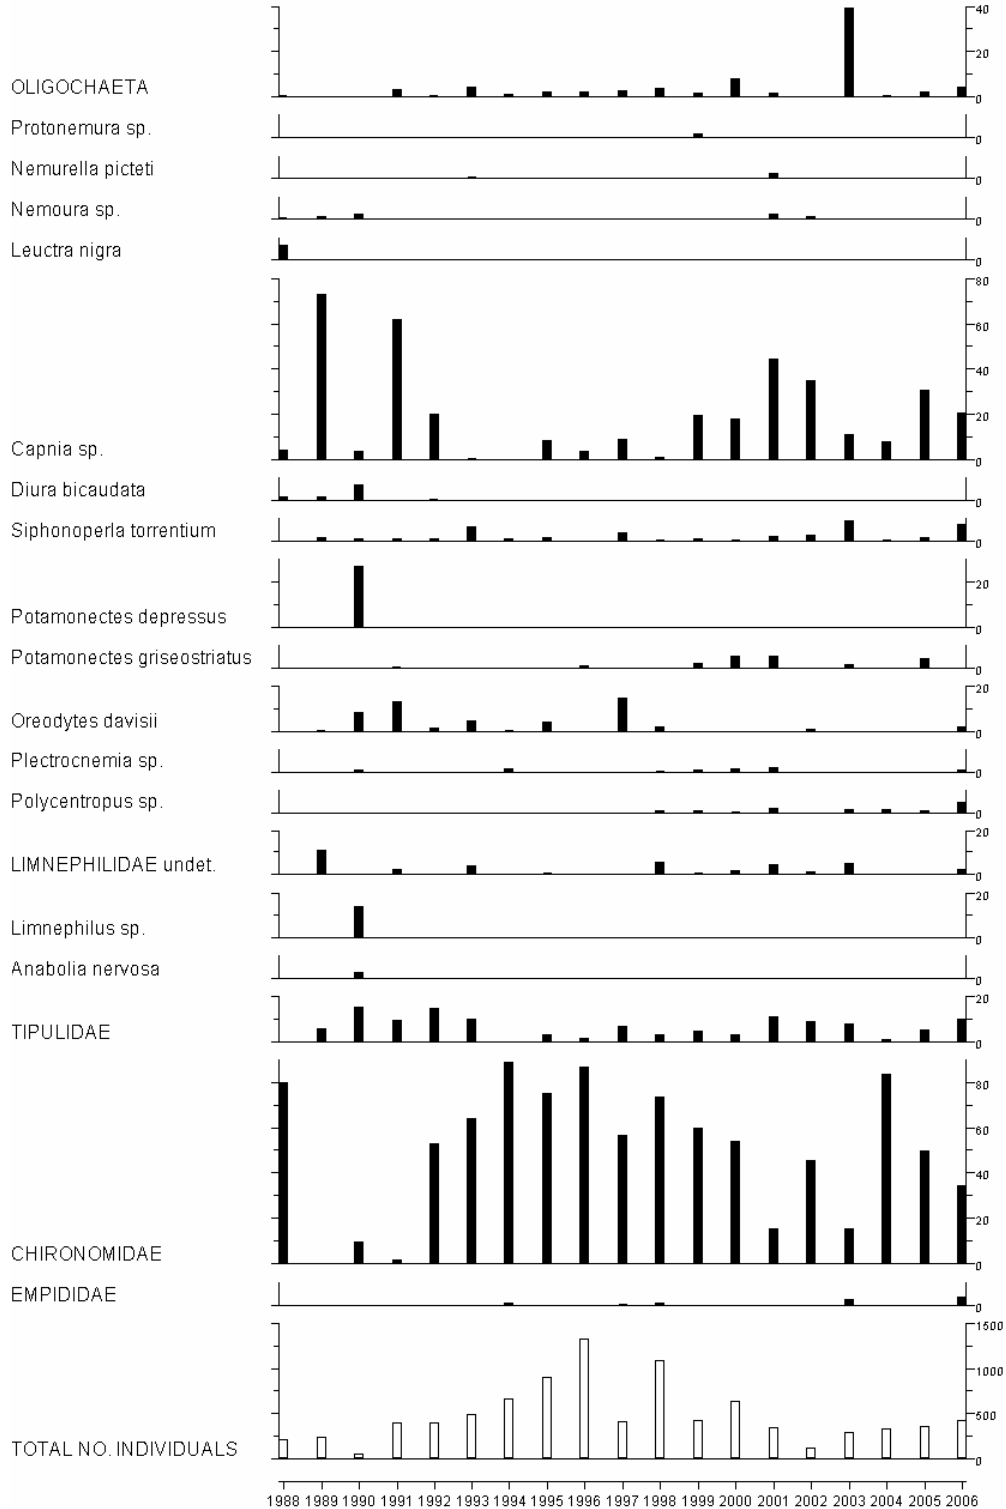 40
20
OLIGOCHAETA
0
Protonemura sp.
0
Nemurella picteti
0
Nemoura sp.
0
Leuctra nigra
0
80
60
40
20
Capnia sp.
0
Diura bicaudata
0
Siphonoperla torrentium
0
20
Potamonectes depressus
0
Potamonectes griseostriatus
0
20
Oreodytes davisii
0
Plectrocnemia sp.
0
Polycentropus sp.
0
20
LIMNEPHILIDAE undet.
0
20
Limnephilus sp.
0
Anabolia nervosa
0
20
TIPULIDAE
0
80
60
40
20
CHIRONOMIDAE
0
EMPIDIDAE
0
1500
1000
500
TOTAL NO. INDIVIDUALS
0
1988 1989 1990 1991 1992 1993 1994 1995 1996 1997 1998 1999 2000 2001 2002 2003 2004 2005 2006